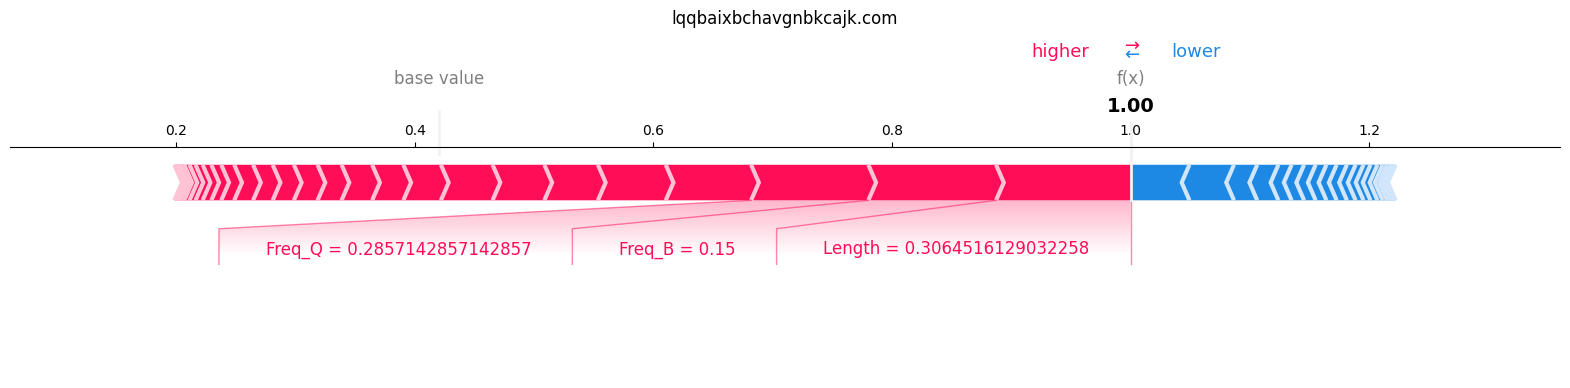 lqqbaixbchavgnbkcajk.com
higher → ← lower
base value f(x)
1.00
0.2 0.4 0.6 0.8 1.0 1.2
Freq_Q = 0.2857142857142857 Freq_B = 0.15 Length = 0.3064516129032258